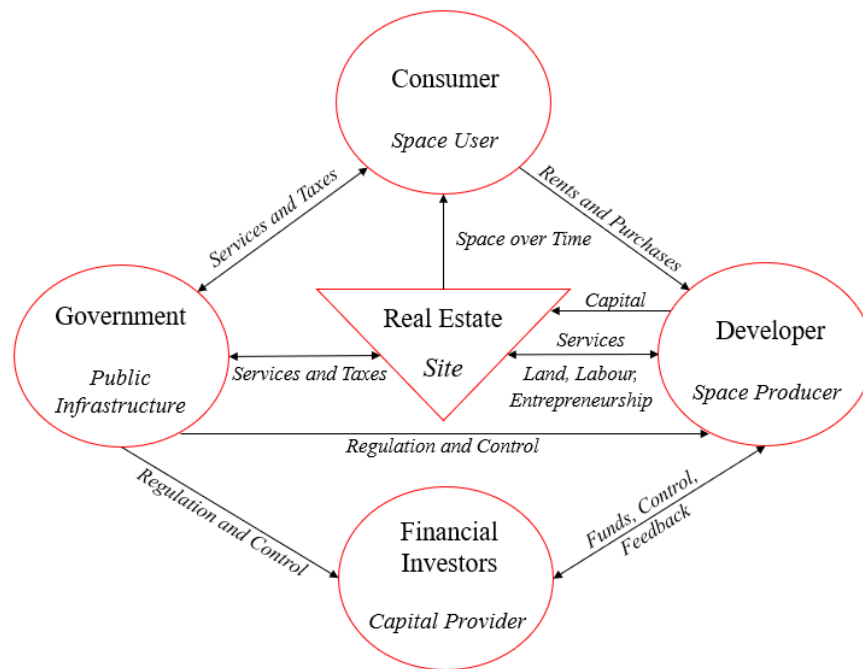 Consumer
Space User
Services and Taxes
Rents and Purchases
Space over Time
Government
Public
Infrastructure
Real Estate
Site
Capital
Services
Land, Labour,
Entrepreneurship
Developer
Space Producer
Services and Taxes
Regulation and Control
Regulation and Control
Funds, Control,
Feedback
Financial
Investors
Capital Provider